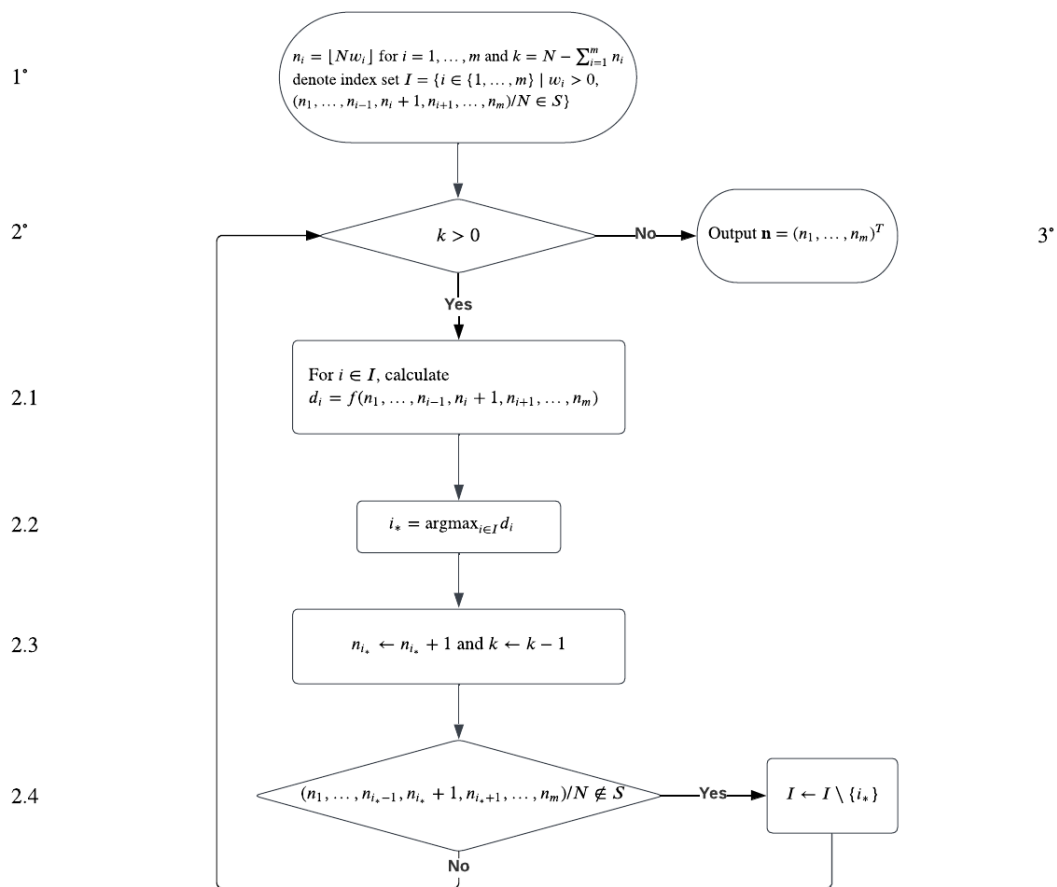 1°
n_i = ⌊Nw_i⌋ for i = 1, … , m and k = N − ∑_{i=1}^m n_i
denote index set I = {i ∈ {1, … , m} | w_i > 0,
(n_1, … , n_{i−1}, n_i + 1, n_{i+1}, … , n_m)/N ∈ S}
2°
k > 0
No
Output n = (n_1, … , n_m)^T
3°
Yes
2.1
For i ∈ I, calculate
d_i = f(n_1, … , n_{i−1}, n_i + 1, n_{i+1}, … , n_m)
2.2
i_* = argmax_{i∈I} d_i
2.3
n_{i_*} ← n_{i_*} + 1 and k ← k − 1
2.4
(n_1, … , n_{i_*−1}, n_{i_*} + 1, n_{i_*+1}, … , n_m)/N ∉ S
Yes
I ← I \ {i_*}
No